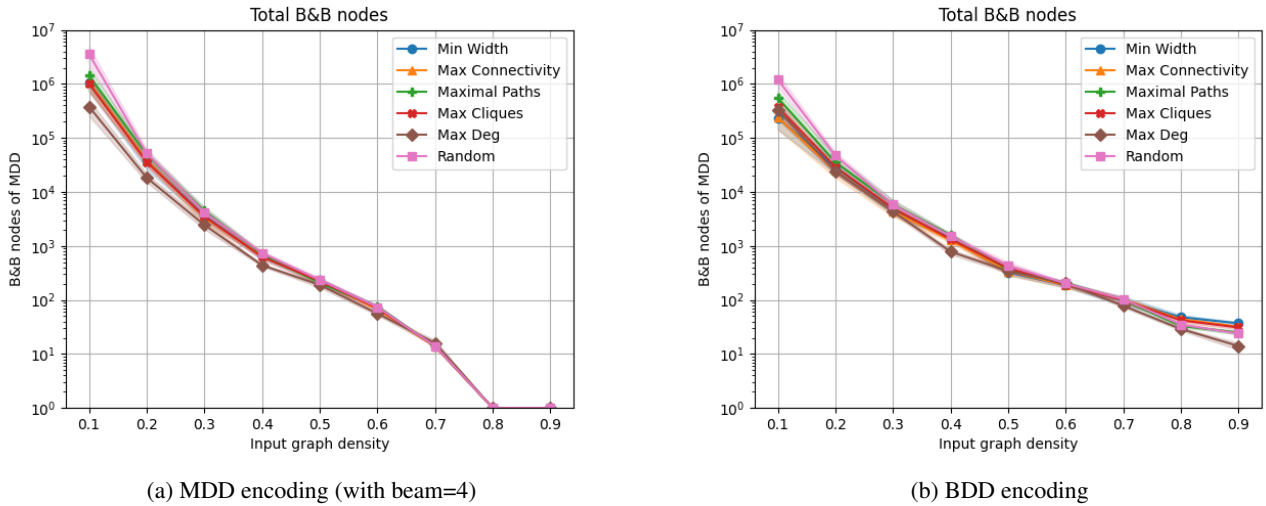 Total B&B nodes
10^7
10^6
10^5
10^4
10^3
10^2
10^1
10^0
B&B nodes of MDD
Min Width
Max Connectivity
Maximal Paths
Max Cliques
Max Deg
Random
0.1 0.2 0.3 0.4 0.5 0.6 0.7 0.8 0.9
Input graph density
(a) MDD encoding (with beam=4)
Total B&B nodes
10^7
10^6
10^5
10^4
10^3
10^2
10^1
10^0
B&B nodes of MDD
Min Width
Max Connectivity
Maximal Paths
Max Cliques
Max Deg
Random
0.1 0.2 0.3 0.4 0.5 0.6 0.7 0.8 0.9
Input graph density
(b) BDD encoding